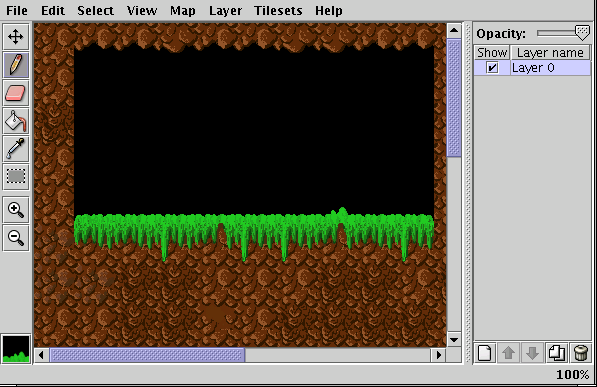 File Edit Select View Map Layer Tilesets Help
Opacity:
Show Layer name
Layer 0
100%